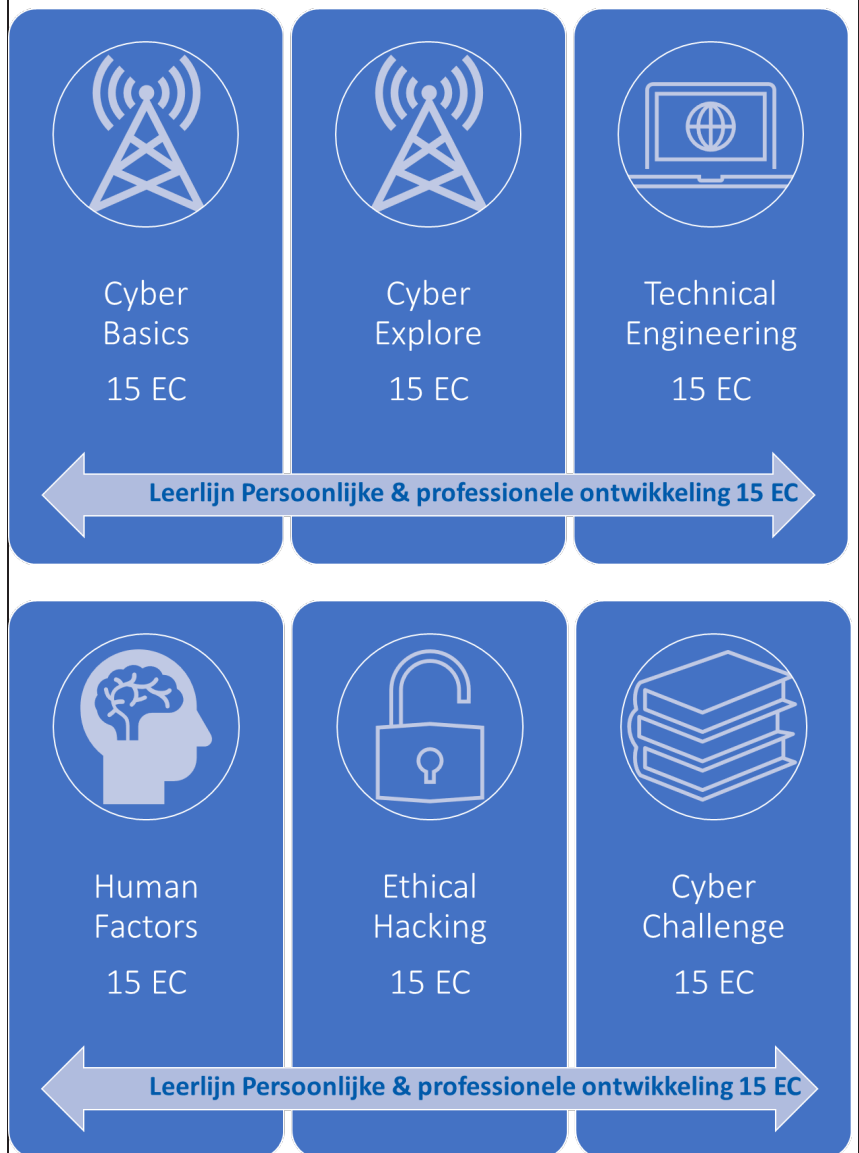 Cyber
Basics
15 EC
Cyber
Explore
15 EC
Technical
Engineering
15 EC
Leerlijn Persoonlijke & professionele ontwikkeling 15 EC
Human
Factors
15 EC
Ethical
Hacking
15 EC
Cyber
Challenge
15 EC
Leerlijn Persoonlijke & professionele ontwikkeling 15 EC